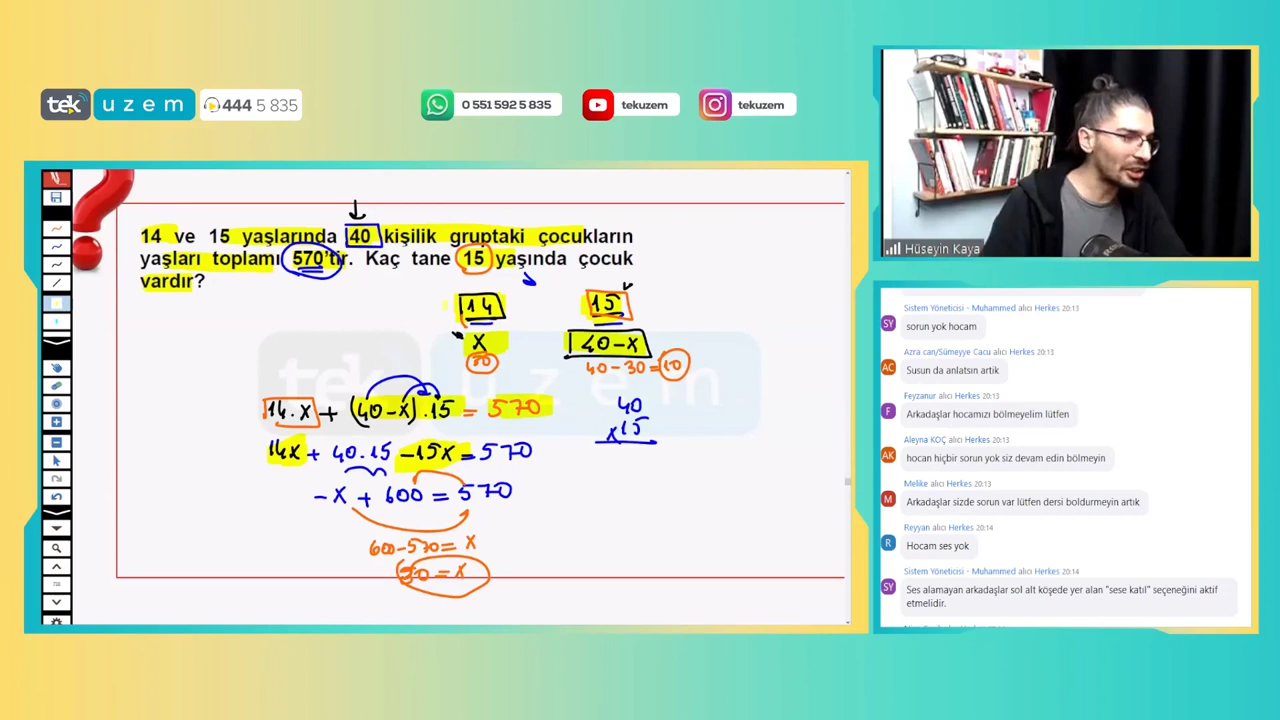 tek uzem 444 5 835
0 551 592 5 835
tekuzem
tekuzem
14 ve 15 yaşlarında 40 kişilik gruptaki çocukların
yaşları toplamı 570'tir. Kaç tane 15 yaşında çocuk
vardır?
14 15
x 40-x
30 40-30=10
14.x + (40-x).15 = 570
14x + 40.15 -15x = 570
-x + 600 = 570
600-570 = x
30 = x
40
x15
tek uzem
Hüseyin Kaya
Sistem Yöneticisi - Muhammed alıcı Herkes 20:13
SY sorun yok hocam
Azra can/Sümeyye Cacu alıcı Herkes 20:13
AC Susun da anlatsın artik
Feyzanur alıcı Herkes 20:13
F Arkadaşlar hocamızı bölmeyelim lütfen
Aleyna KOÇ alıcı Herkes 20:13
AK hocan hiçbir sorun yok siz devam edin bölmeyin
Melike alıcı Herkes 20:13
M Arkadaşlar sizde sorun var lütfen dersi boldurmeyin artık
Reyyan alıcı Herkes 20:14
R Hocam ses yok
Sistem Yöneticisi - Muhammed alıcı Herkes 20:14
SY Ses alamayan arkadaşlar sol alt köşede yer alan "sese katıl" seçeneğini aktif
etmelidir.